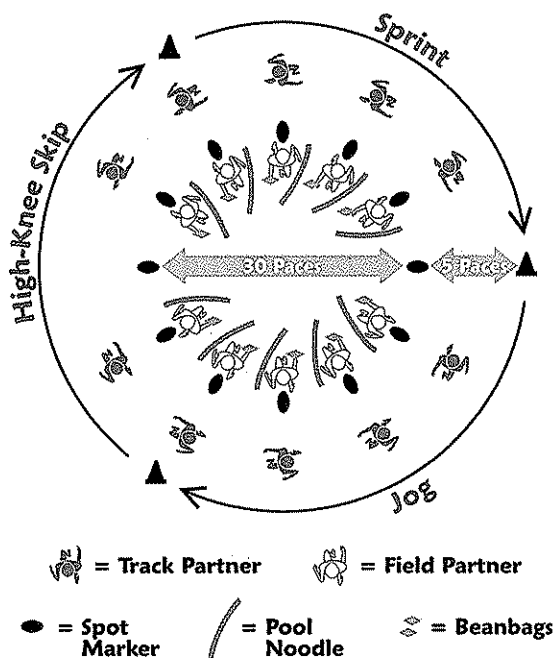 Sprint
High-Knee Skip
30 Paces
5 Paces
Jog
= Track Partner
= Field Partner
= Spot
Marker
= Pool
Noodle
= Beanbags